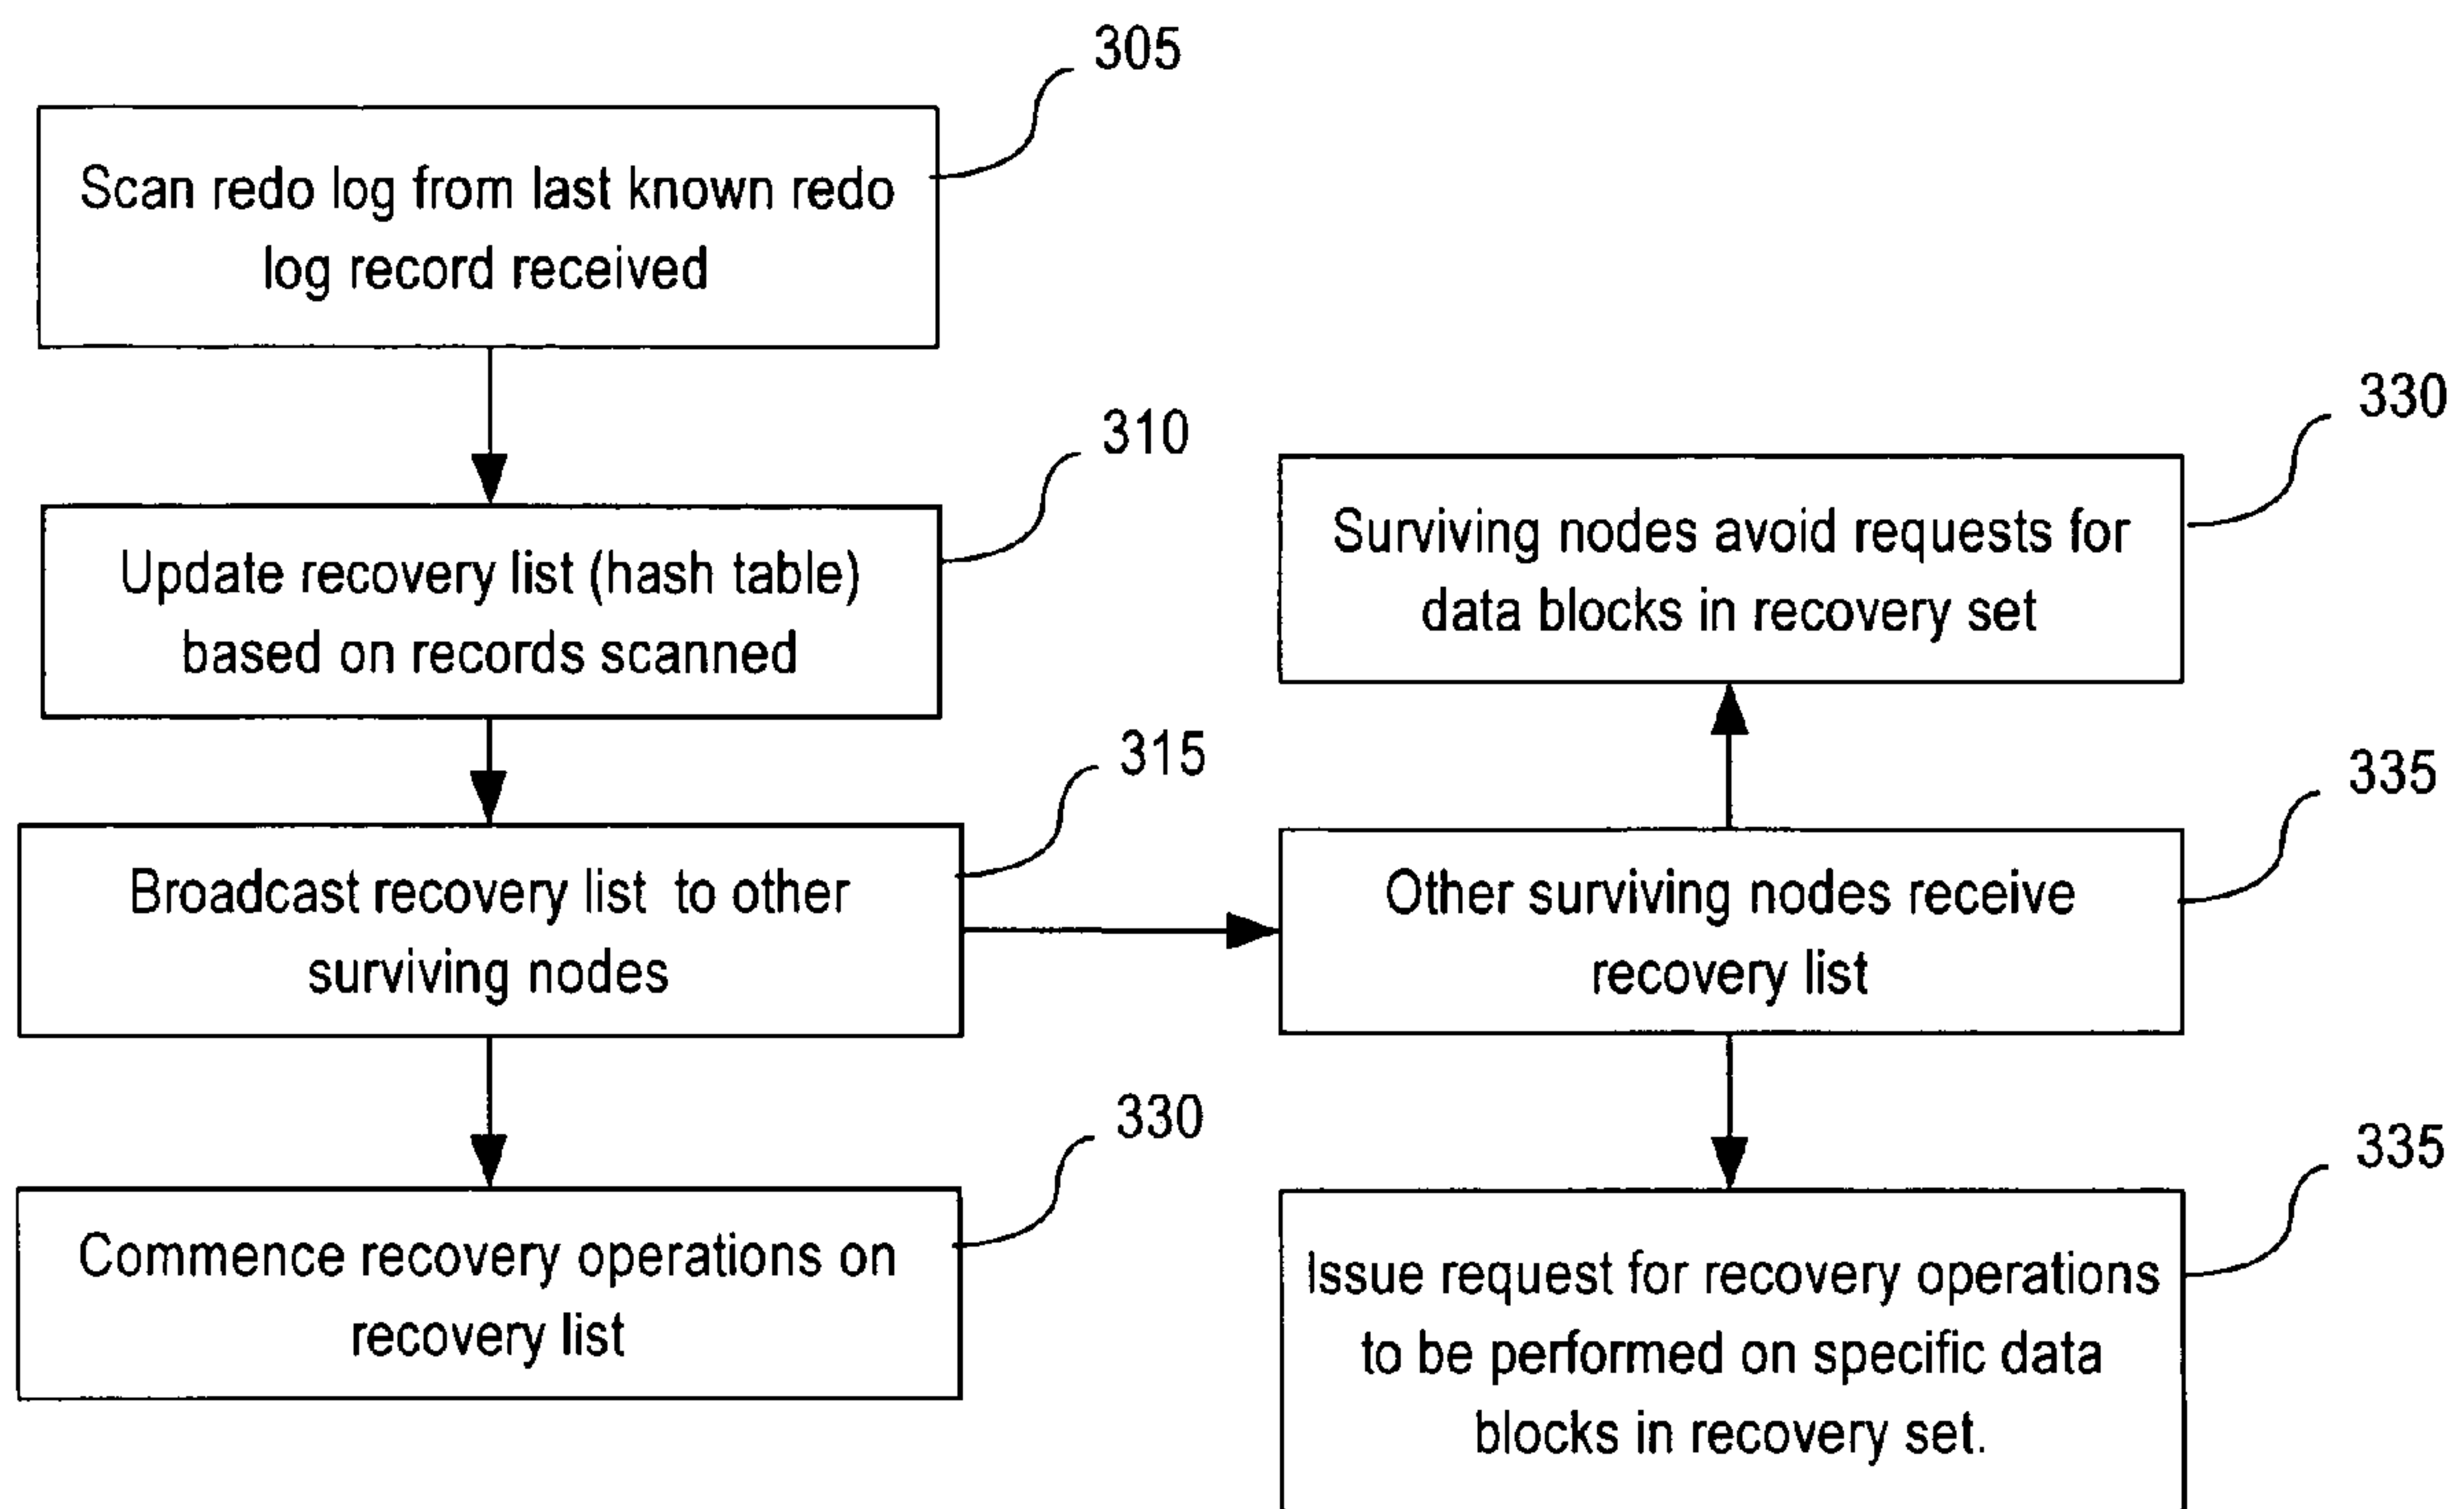 305
Scan redo log from last known redo
log record received
310
Update recovery list (hash table)
based on records scanned
315
Broadcast recovery list to other
surviving nodes
330
Commence recovery operations on
recovery list
330
Surviving nodes avoid requests for
data blocks in recovery set
335
Other surviving nodes receive
recovery list
335
Issue request for recovery operations
to be performed on specific data
blocks in recovery set.